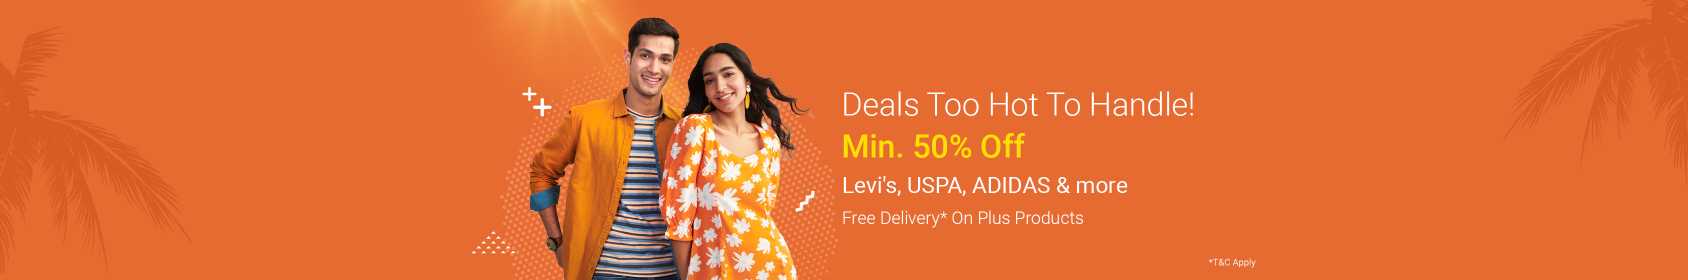 Deals Too Hot To Handle!
Min. 50% Off
Levi's, USPA, ADIDAS & more
Free Delivery* On Plus Products
*T&C Apply